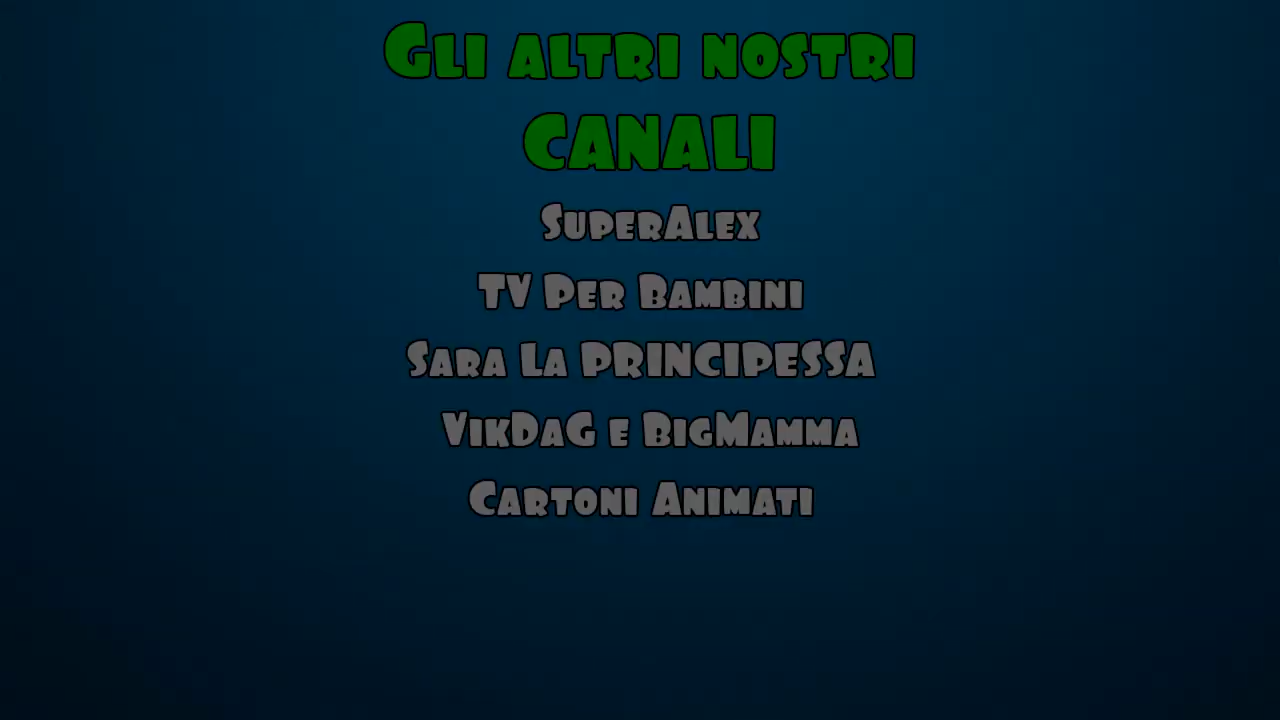 Gli altri nostri
CANALI
SuperAlex
TV Per Bambini
Sara La PRINCIPESSA
VikDaG e BigMamma
Cartoni Animati